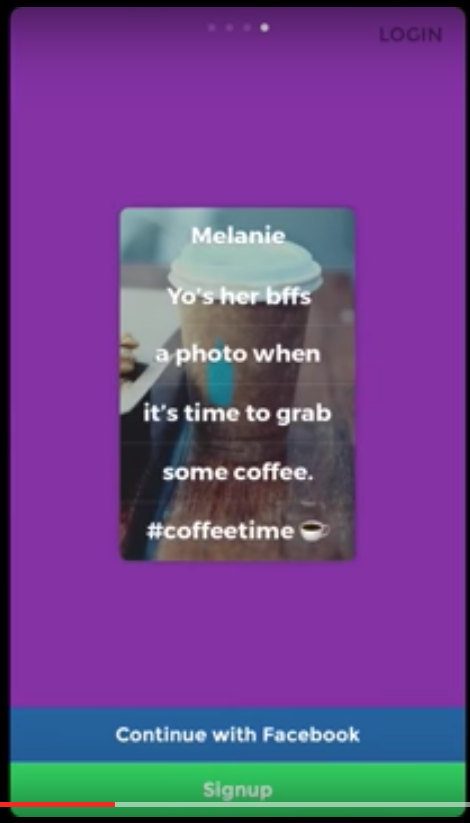 LOGIN
Melanie
Yo's her bffs
a photo when
it's time to grab
some coffee.
#coffeetime ☕
Continue with Facebook
Signup